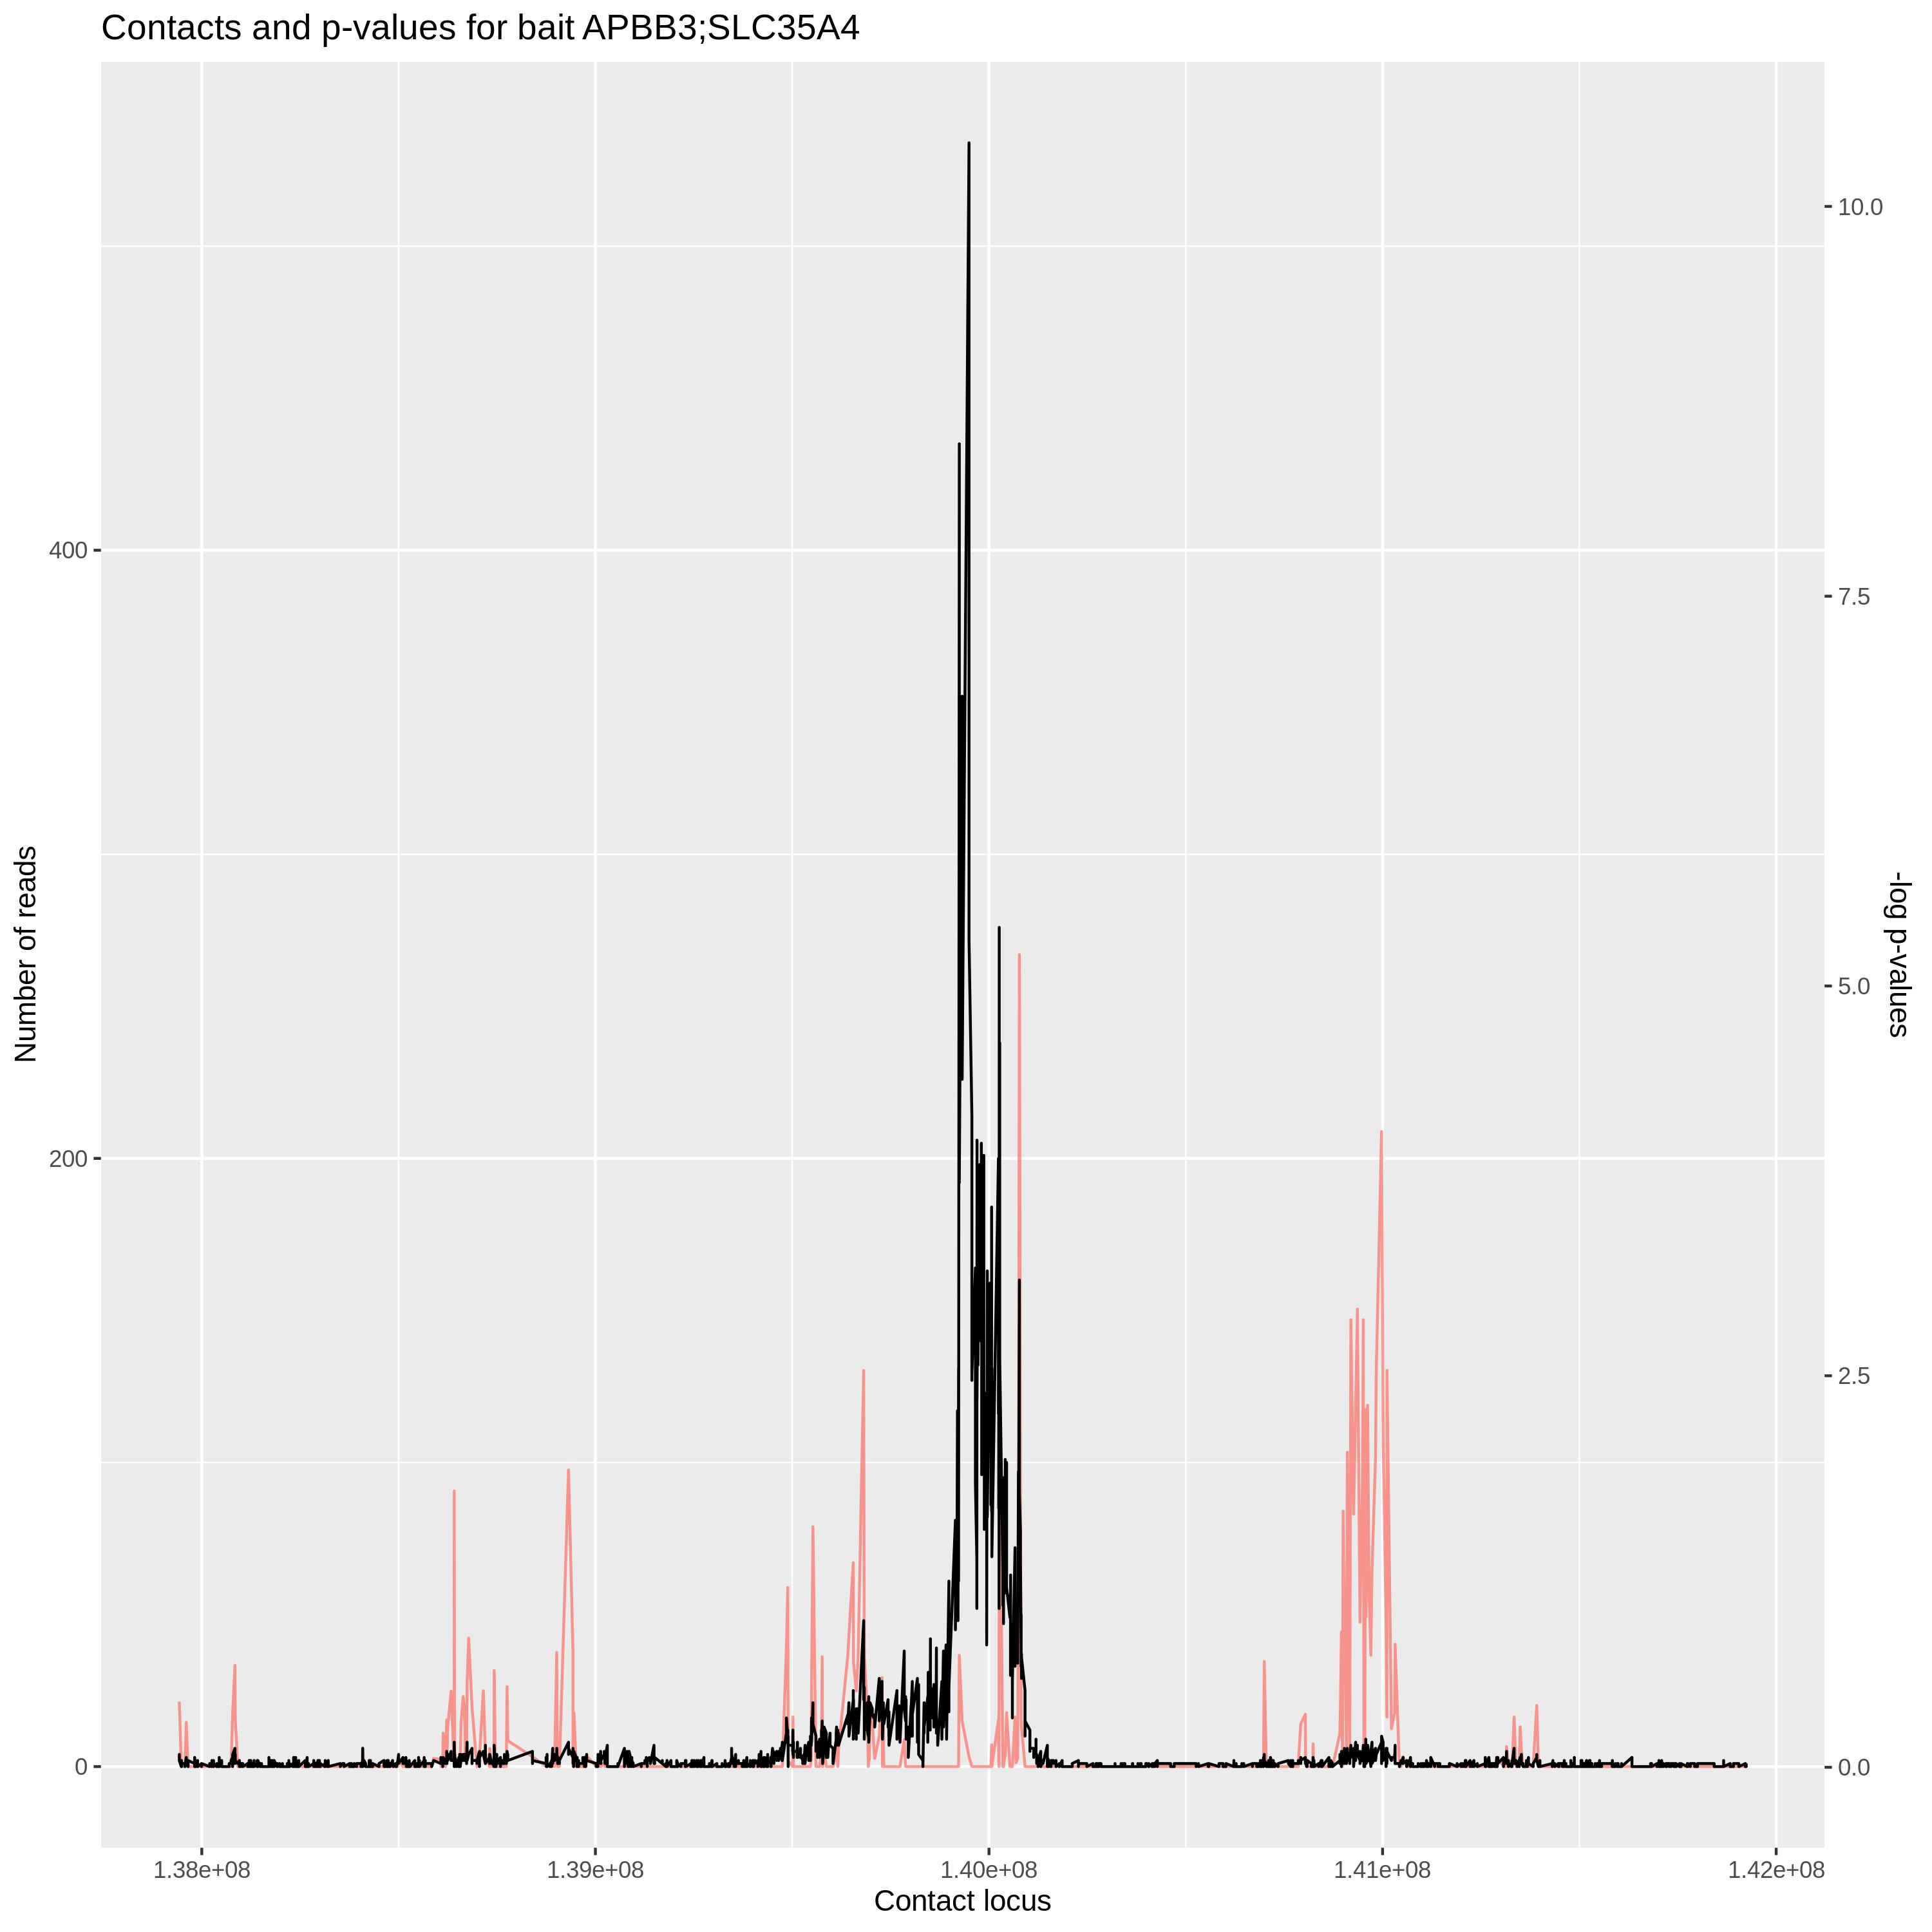 Contacts and p-values for bait APBB3;SLC35A4
Number of reads
400
200
0
10.0
7.5
5.0
2.5
0.0
-log p-values
1.38e+08
1.39e+08
1.40e+08
1.41e+08
1.42e+08
Contact locus